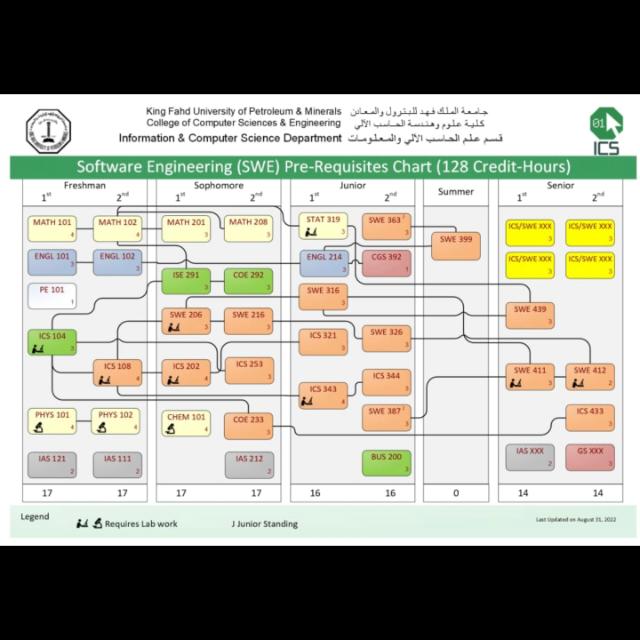 King Fahd University of Petroleum & Minerals جامعة الملك فهد للبترول والمعادن
College of Computer Sciences & Engineering كلية علوم وهندسة الحاسب الآلي
Information & Computer Science Department قسم علم الحاسب الآلي والمعلومات
01
ICS
Software Engineering (SWE) Pre-Requisites Chart (128 Credit-Hours)
Freshman Sophomore Junior Summer Senior
1st 2nd 1st 2nd 1st 2nd 1st 2nd
MATH 101 4 MATH 102 4 MATH 201 3 MATH 208 3 STAT 319 3 SWE 363 J 3 SWE 399 ICS/SWE XXX 3 ICS/SWE XXX 3
ENGL 101 3 ENGL 102 3 ENGL 214 3 CGS 392 1 ICS/SWE XXX 3 ICS/SWE XXX 3
PE 101 1 ISE 291 3 COE 292 3 SWE 316 3 SWE 439 3
ICS 104 3 SWE 206 3 SWE 216 3 ICS 321 3 SWE 326 3
ICS 108 4 ICS 202 4 ICS 253 3 ICS 343 4 ICS 344 3 SWE 411 3 SWE 412 2
PHYS 101 4 PHYS 102 4 CHEM 101 4 COE 233 3 SWE 387 J 3 ICS 433 3
IAS 121 2 IAS 111 2 IAS 212 2 BUS 200 3 IAS XXX 2 GS XXX 3
17 17 17 17 16 16 0 14 14
Legend
Requires Lab work J Junior Standing
Last Updated on August 31, 2022